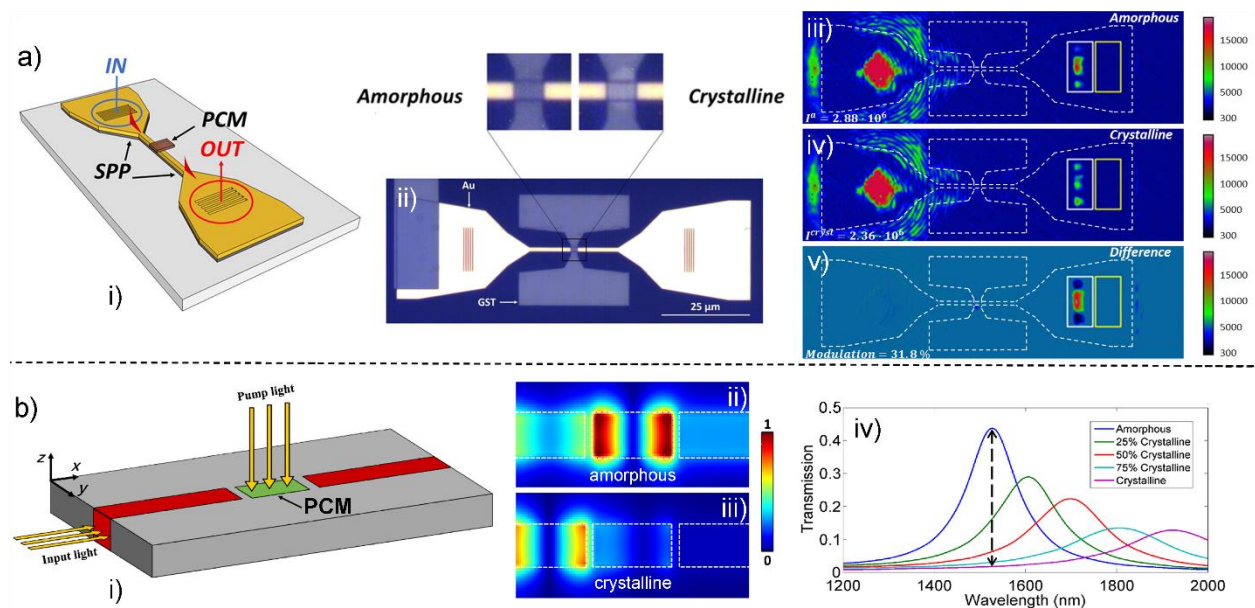 a)
IN
PCM
OUT
SPP
i)
Amorphous
Crystalline
ii)
Au
GST
25 µm
iii)
Amorphous
I^a = 2.88 · 10^6
15000
10000
5000
300
iv)
Crystalline
I^cryst = 2.36 · 10^6
15000
10000
5000
300
v)
Difference
Modulation = 31.8 %
15000
10000
5000
300
b)
Pump light
z
x
y
PCM
Input light
i)
ii)
amorphous
iii)
crystalline
1
0
iv)
Transmission
0.5
0.4
0.3
0.2
0.1
0
Amorphous
25% Crystalline
50% Crystalline
75% Crystalline
Crystalline
1200
1400
1600
1800
2000
Wavelength (nm)